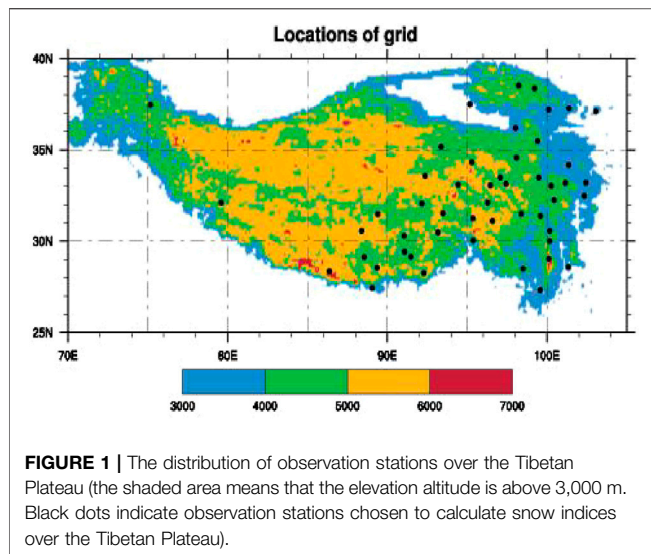 Locations of grid
40N
35N
30N
25N
70E 80E 90E 100E
3000 4000 5000 6000 7000
FIGURE 1 | The distribution of observation stations over the Tibetan
Plateau (the shaded area means that the elevation altitude is above 3,000 m.
Black dots indicate observation stations chosen to calculate snow indices
over the Tibetan Plateau).